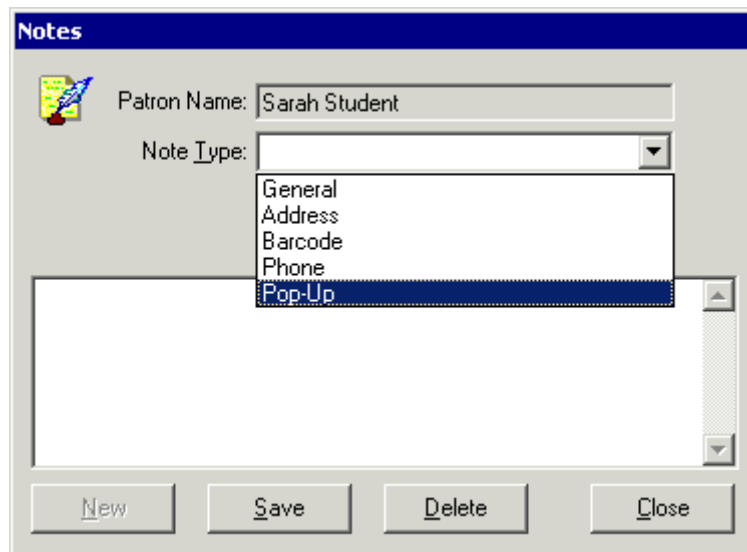 Notes
Patron Name: Sarah Student
Note Type:
General
Address
Barcode
Phone
Pop-Up
New Save Delete Close